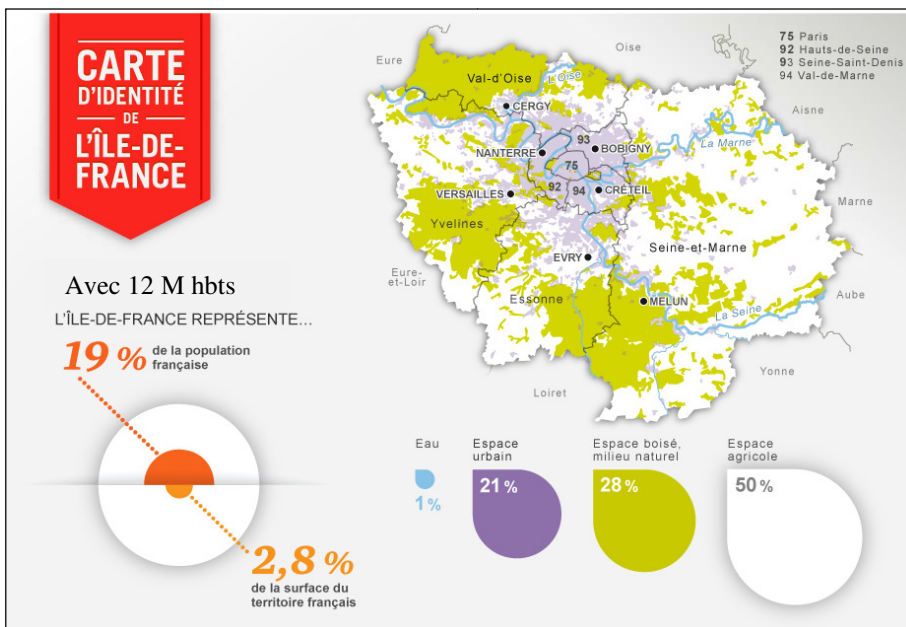 CARTE
D'IDENTITÉ
DE
L'ÎLE-DE-
FRANCE
Avec 12 M hbts
L'ÎLE-DE-FRANCE REPRÉSENTE...
19 %
de la population
française
2,8 %
de la surface du
territoire français
75 Paris
92 Hauts-de-Seine
93 Seine-Saint-Denis
94 Val-de-Marne
Eure
Oise
Val-d'Oise
L'Oise
CERGY
Aisne
93
La Marne
NANTERRE
BOBIGNY
75
92
94
CRÉTEIL
VERSAILLES
Marne
Yvelines
Seine-et-Marne
EVRY
Eure-
et-Loir
Essonne
MELUN
Aube
La Seine
Yonne
Loiret
Eau
1 %
Espace
urbain
21 %
Espace boisé,
milieu naturel
28 %
Espace
agricole
50 %